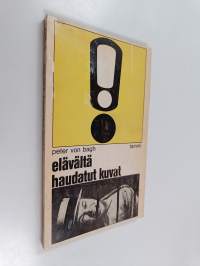 peter von bagh
tammi
elävältä
haudatut kuvat